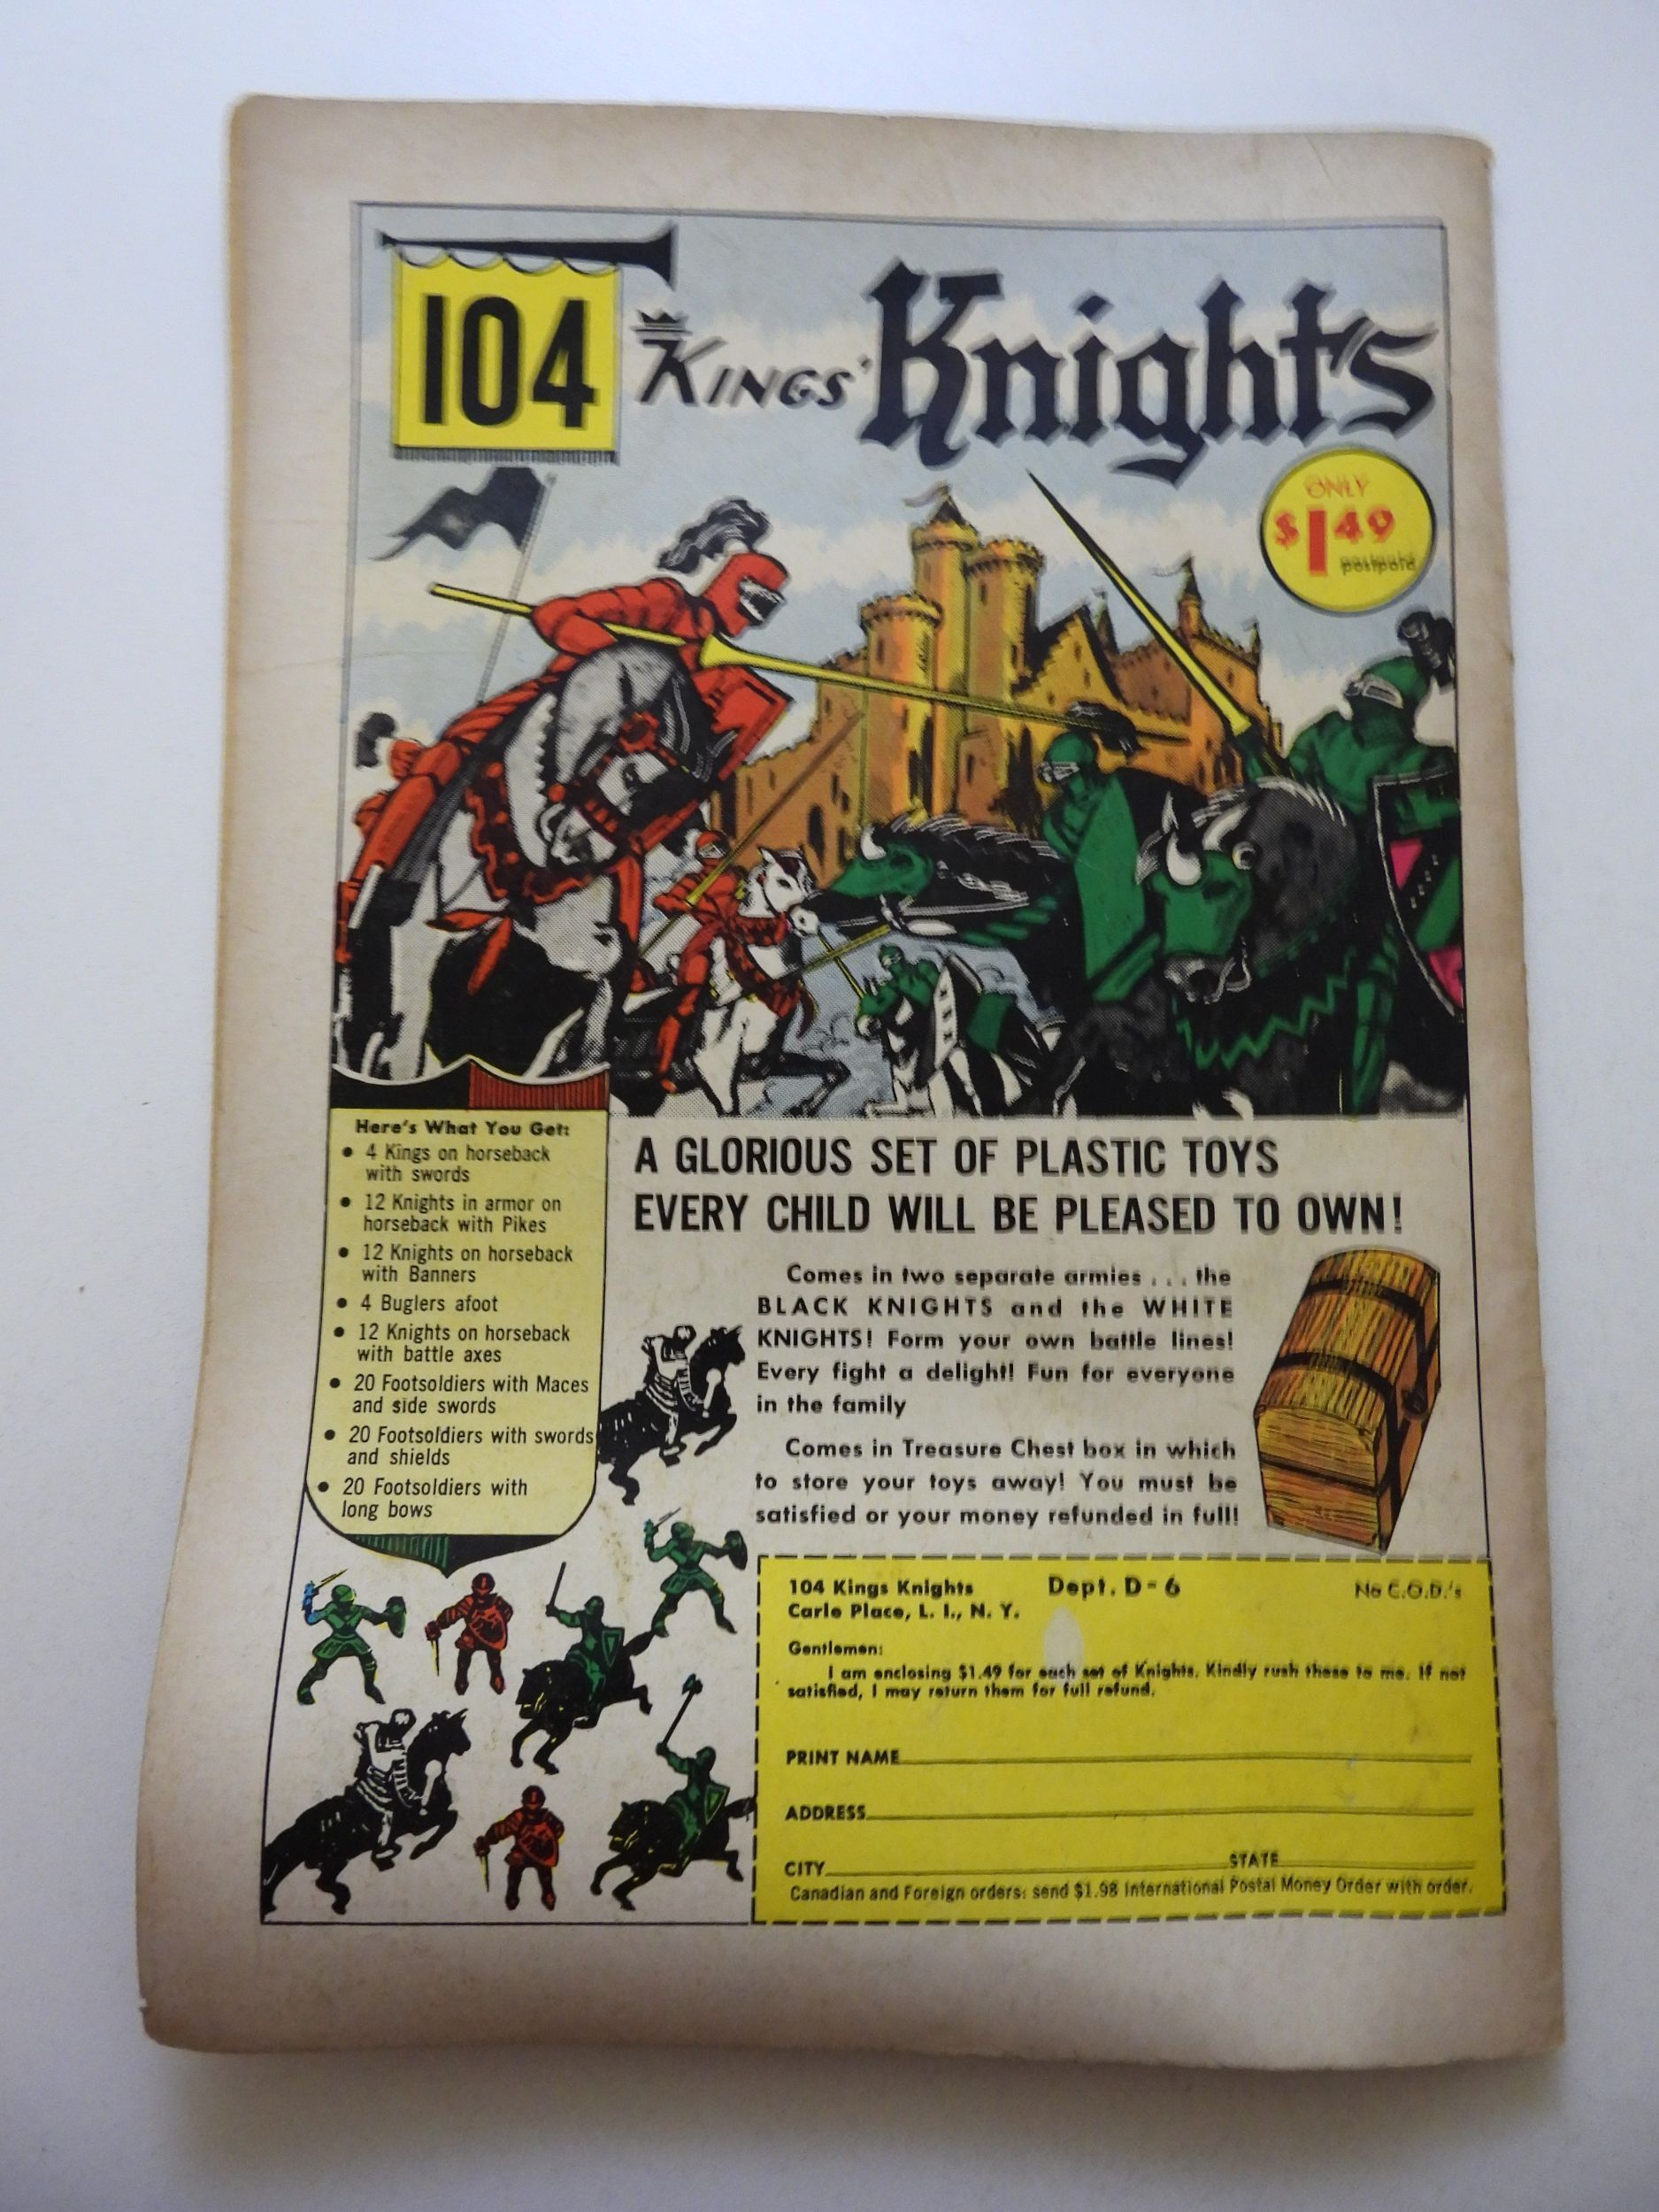 104
KINGS' Knights
ONLY
$149
postpaid
Here's What You Get:
• 4 Kings on horseback
with swords
• 12 Knights in armor on
horseback with Pikes
• 12 Knights on horseback
with Banners
• 4 Buglers afoot
• 12 Knights on horseback
with battle axes
• 20 Footsoldiers with Maces
and side swords
• 20 Footsoldiers with swords
and shields
• 20 Footsoldiers with
long bows
A GLORIOUS SET OF PLASTIC TOYS
EVERY CHILD WILL BE PLEASED TO OWN!
Comes in two separate armies . . . the
BLACK KNIGHTS and the WHITE
KNIGHTS! Form your own battle lines!
Every fight a delight! Fun for everyone
in the family
Comes in Treasure Chest box in which
to store your toys away! You must be
satisfied or your money refunded in full!
104 Kings Knights Dept. D-6 No C.O.D.'s
Carle Place, L. I., N. Y.
Gentlemen:
I am enclosing $1.49 for each set of Knights. Kindly rush these to me. If not
satisfied, I may return them for full refund.
PRINT NAME
ADDRESS
CITY STATE
Canadian and Foreign orders: send $1.98 International Postal Money Order with order.